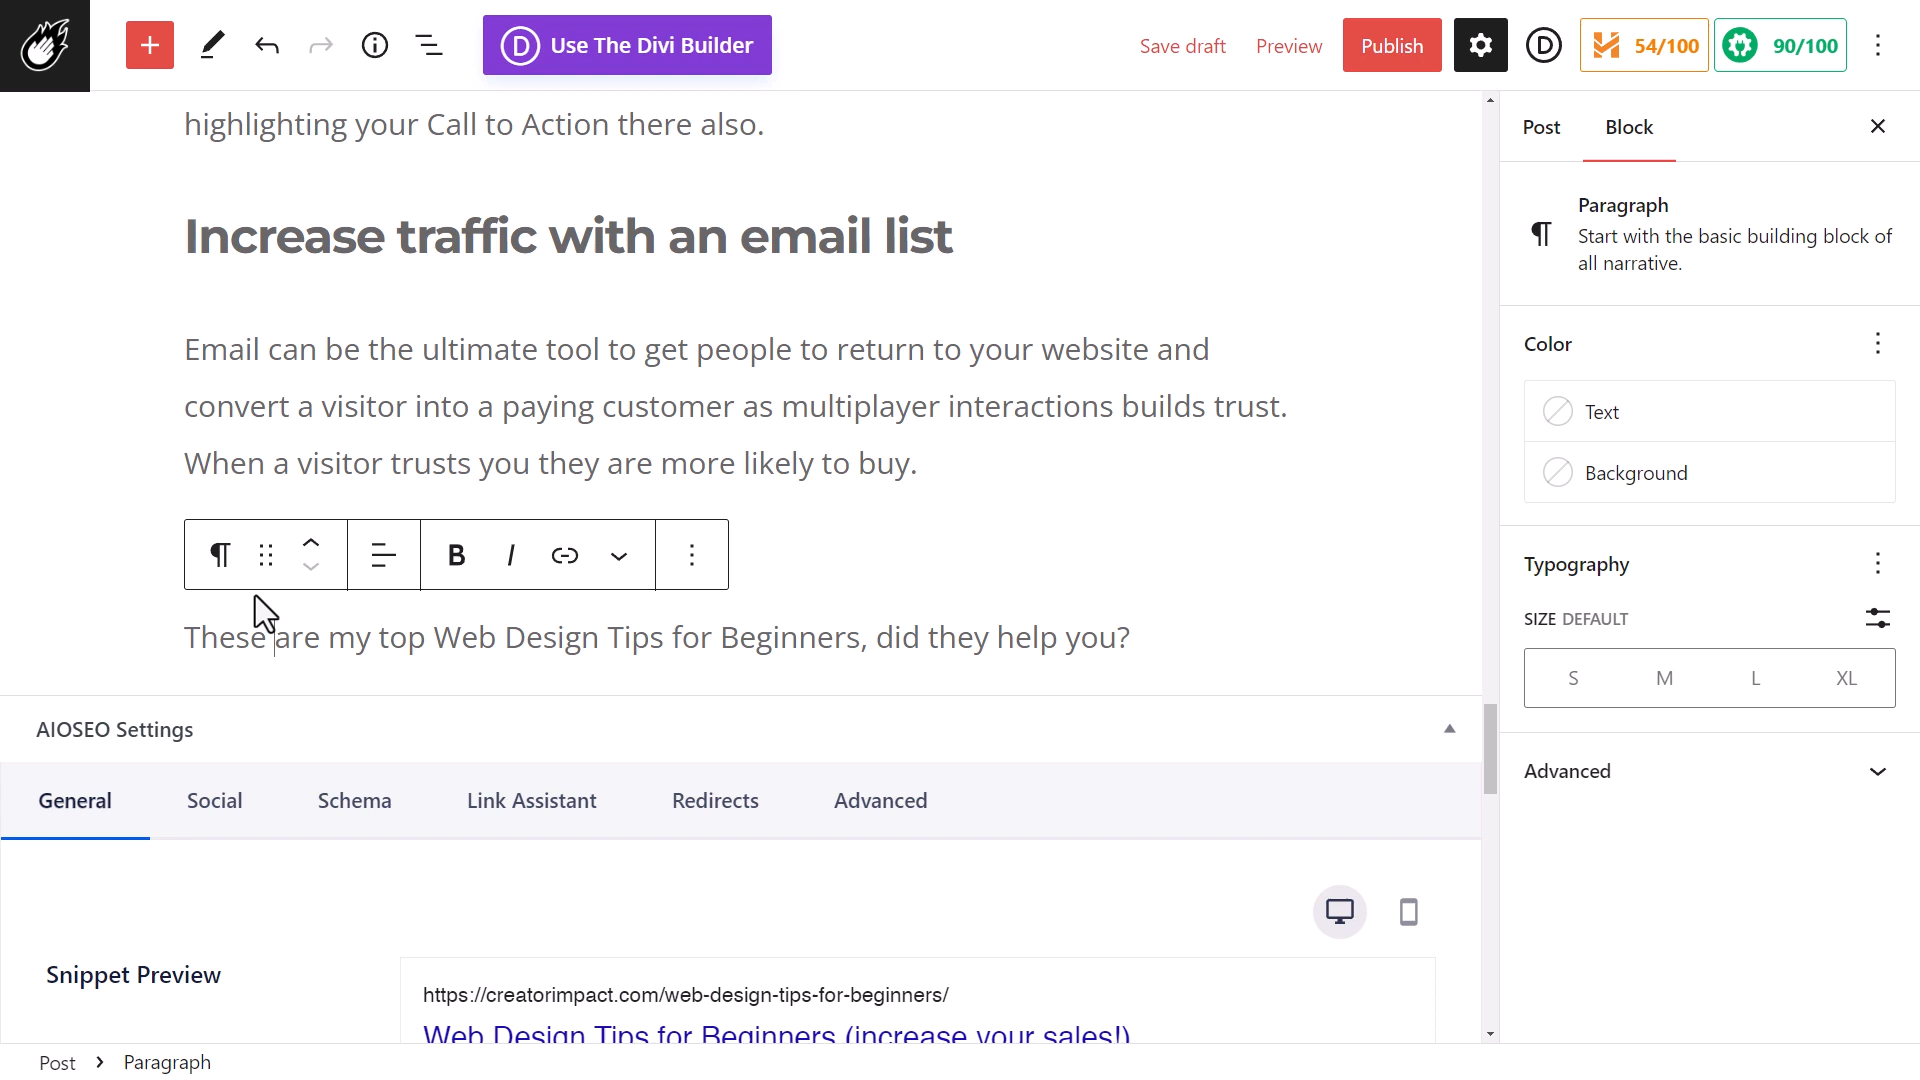 Use The Divi Builder
Save draft
Preview
Publish
54/100
90/100
highlighting your Call to Action there also.
Increase traffic with an email list
Email can be the ultimate tool to get people to return to your website and
convert a visitor into a paying customer as multiplayer interactions builds trust.
When a visitor trusts you they are more likely to buy.
B I
These are my top Web Design Tips for Beginners, did they help you?
AIOSEO Settings
General
Social
Schema
Link Assistant
Redirects
Advanced
Snippet Preview
https://creatorimpact.com/web-design-tips-for-beginners/
Web Design Tips for Beginners (increase your sales!)
Post
Block
Paragraph
Start with the basic building block of
all narrative.
Color
Text
Background
Typography
SIZE DEFAULT
S M L XL
Advanced
Post > Paragraph